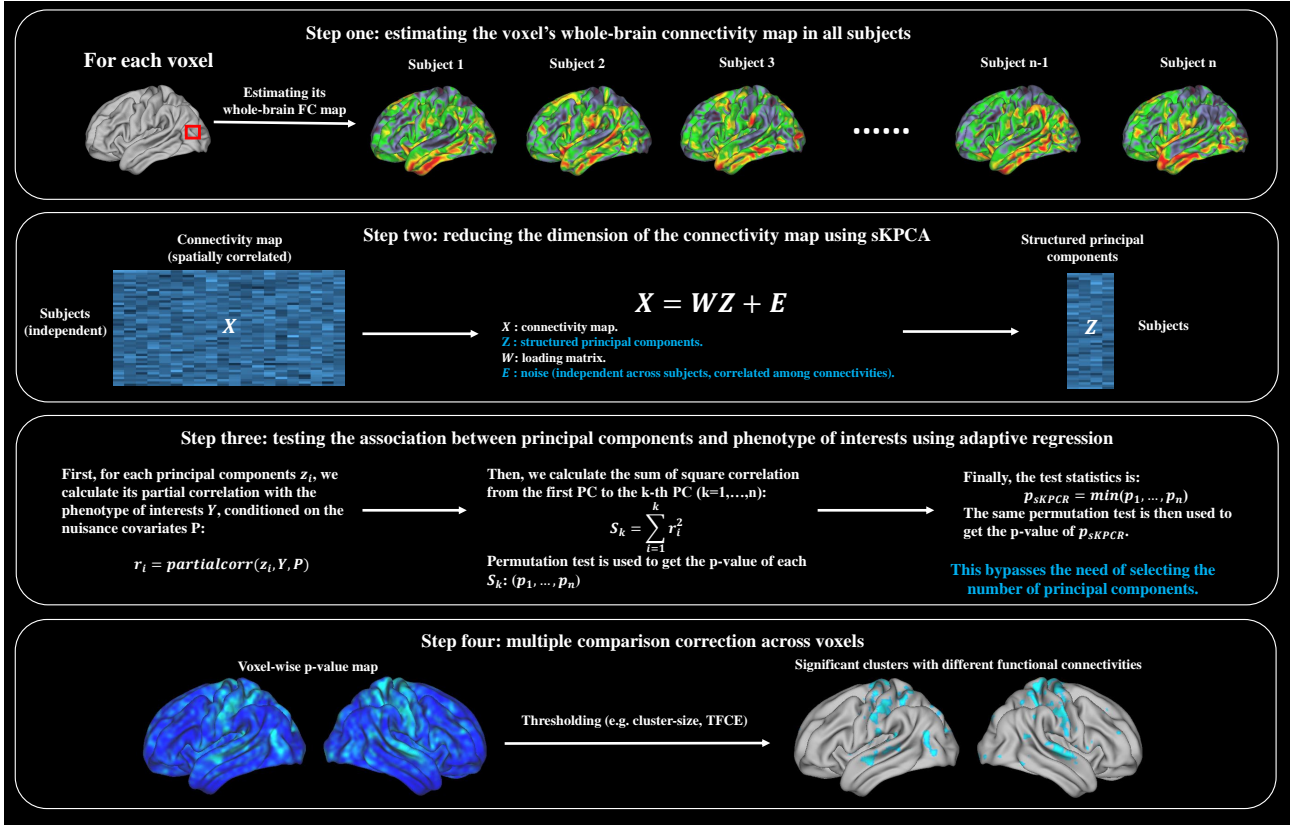 Step one: estimating the voxel's whole-brain connectivity map in all subjects
For each voxel
Estimating its
whole-brain FC map
Subject 1
Subject 2
Subject 3
......
Subject n-1
Subject n
Step two: reducing the dimension of the connectivity map using sKPCA
Connectivity map
(spatially correlated)
Subjects
(independent)
X
X = WZ + E
X : connectivity map.
Z : structured principal components.
W: loading matrix.
E : noise (independent across subjects, correlated among connectivities).
Structured principal
components
Z
Subjects
Step three: testing the association between principal components and phenotype of interests using adaptive regression
First, for each principal components z_i, we
calculate its partial correlation with the
phenotype of interests Y, conditioned on the
nuisance covariates P:
r_i = partialcorr(z_i, Y, P)
Then, we calculate the sum of square correlation
from the first PC to the k-th PC (k=1,…,n):
S_k = \sum_{i=1}^{k} r_i^2
Permutation test is used to get the p-value of each
S_k: (p_1, … , p_n)
Finally, the test statistics is:
p_{sKPCR} = min(p_1, … , p_n)
The same permutation test is then used to
get the p-value of p_{sKPCR}.
This bypasses the need of selecting the
number of principal components.
Step four: multiple comparison correction across voxels
Voxel-wise p-value map
Thresholding (e.g. cluster-size, TFCE)
Significant clusters with different functional connectivities